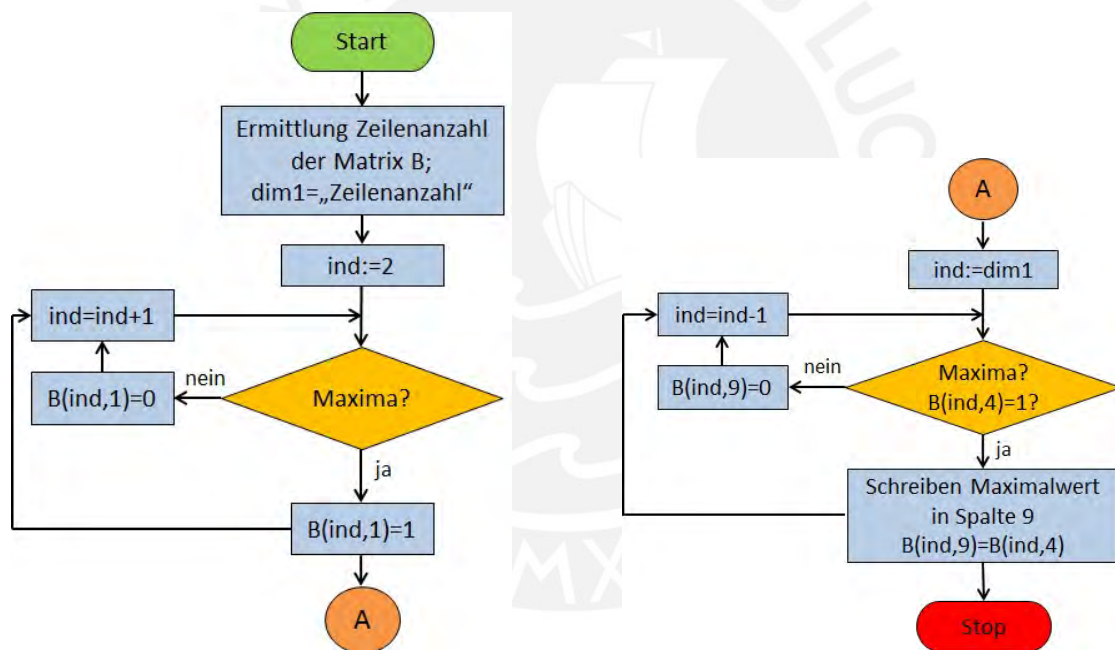 Start
Ermittlung Zeilenanzahl
der Matrix B;
dim1=„Zeilenanzahl“
ind:=2
ind=ind+1
B(ind,1)=0
nein
Maxima?
ja
B(ind,1)=1
A
A
ind:=dim1
ind=ind-1
B(ind,9)=0
nein
Maxima?
B(ind,4)=1?
ja
Schreiben Maximalwert
in Spalte 9
B(ind,9)=B(ind,4)
Stop